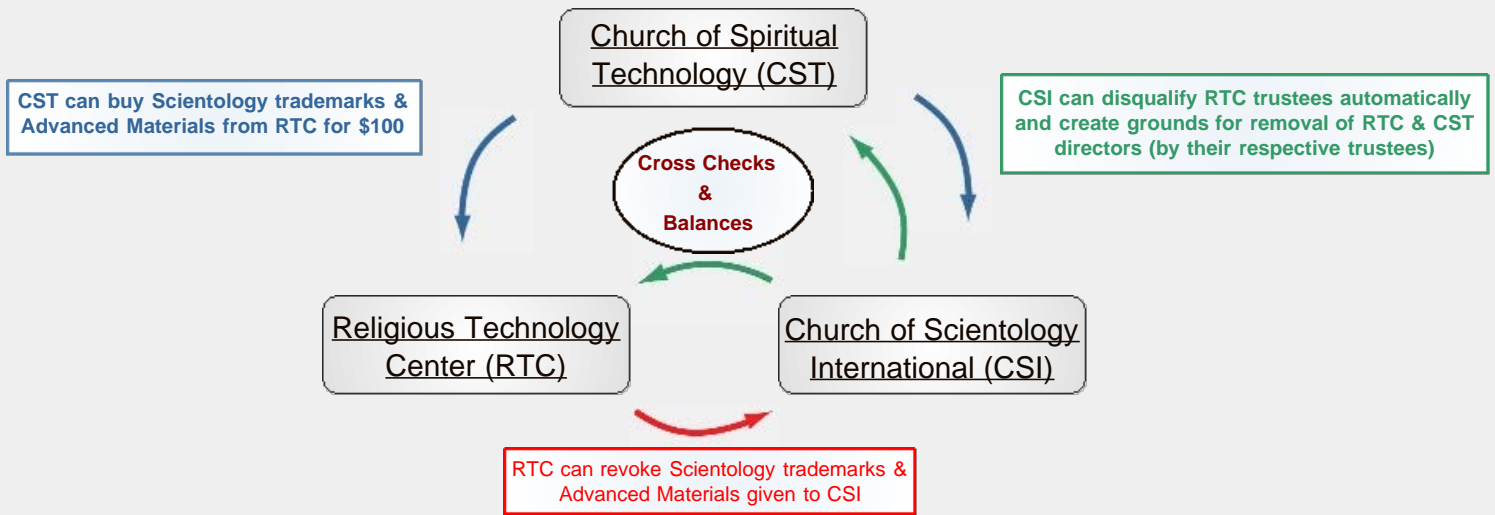 Church of Spiritual
Technology (CST)
CST can buy Scientology trademarks &
Advanced Materials from RTC for $100
CSI can disqualify RTC trustees automatically
and create grounds for removal of RTC & CST
directors (by their respective trustees)
Cross Checks
&
Balances
Religious Technology
Center (RTC)
Church of Scientology
International (CSI)
RTC can revoke Scientology trademarks &
Advanced Materials given to CSI